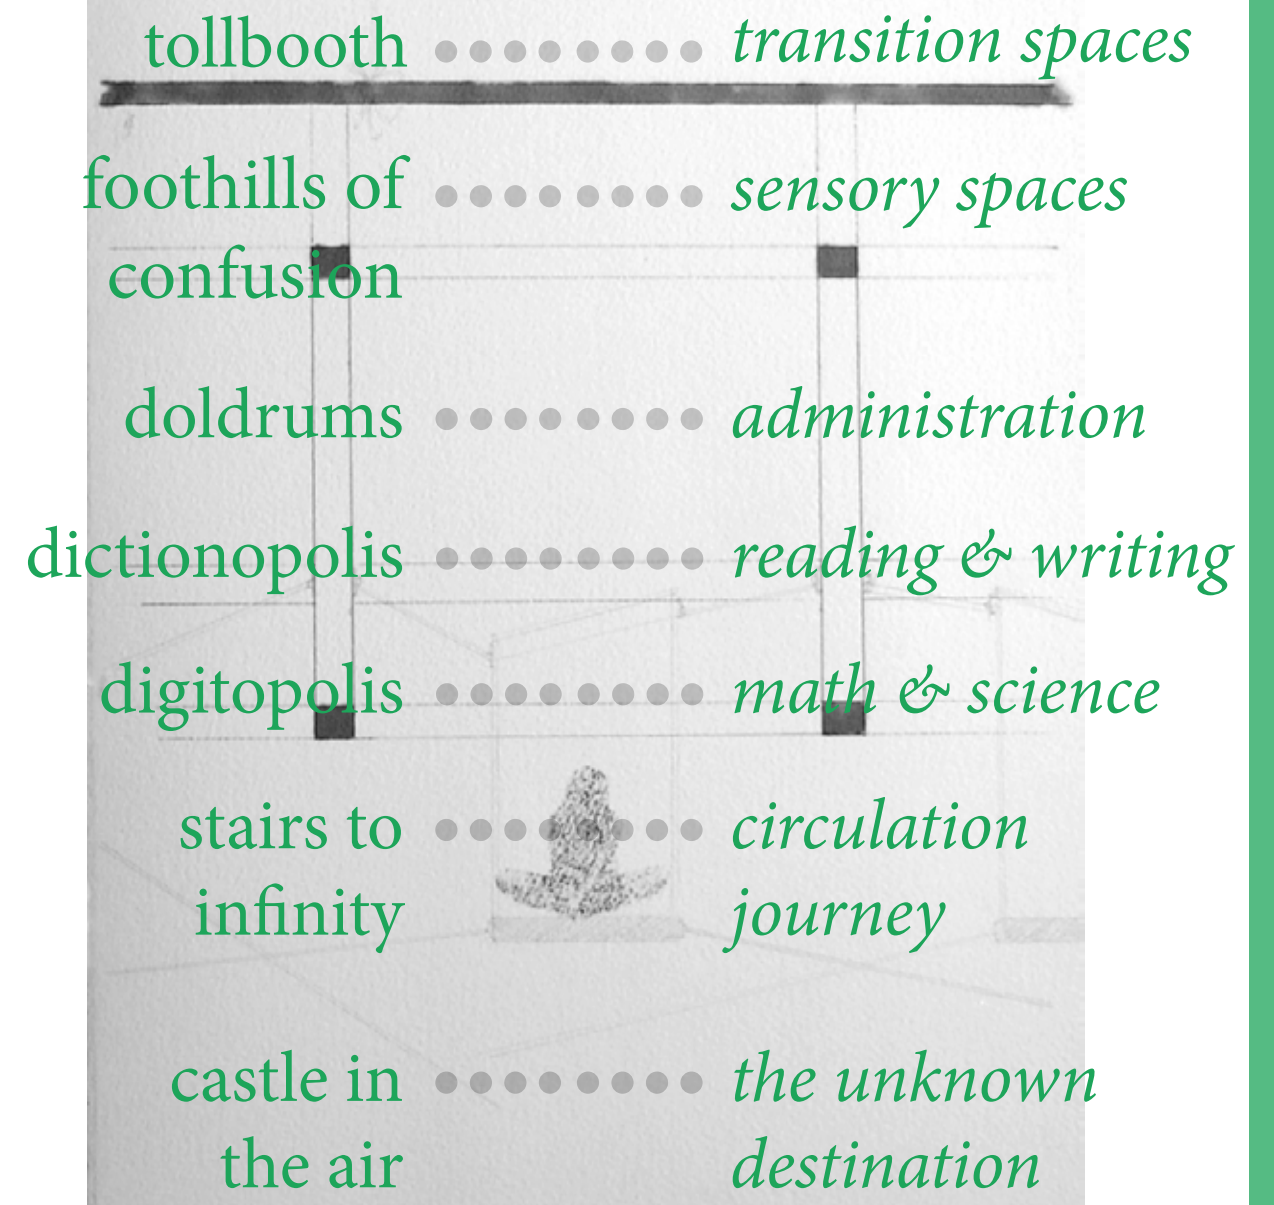 tollbooth transition spaces
foothills of sensory spaces
confusion
doldrums administration
dictionopolis reading & writing
digitopolis math & science
stairs to circulation
infinity journey
castle in the unknown
the air destination